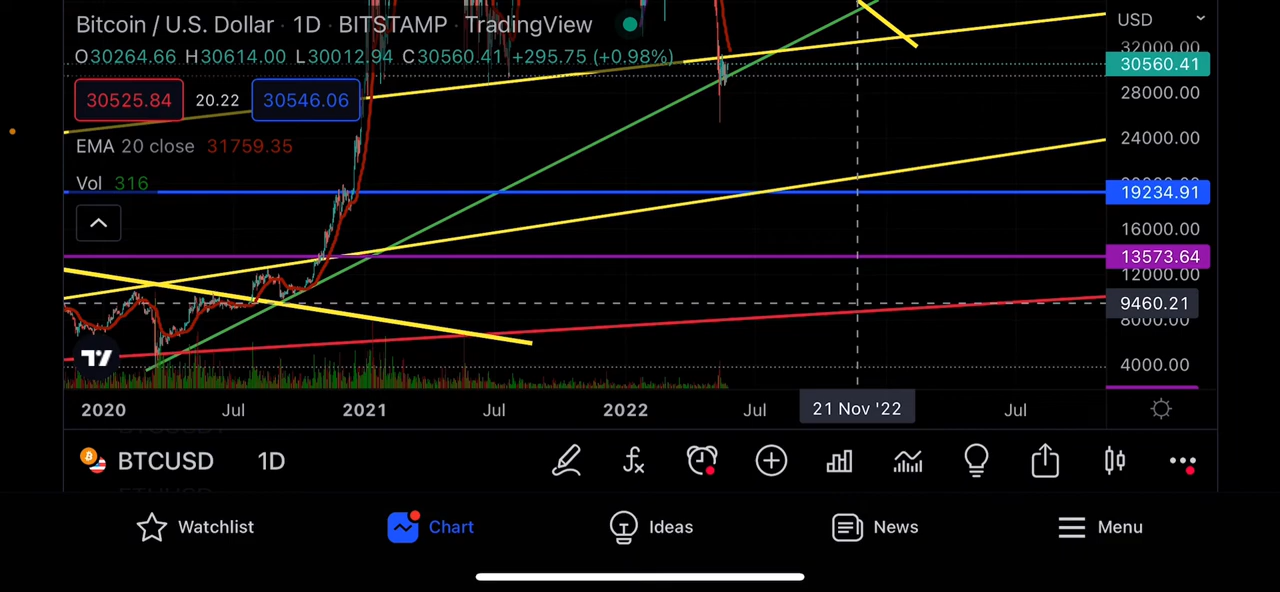 Bitcoin / U.S. Dollar · 1D · BITSTAMP · TradingView
USD
O30264.66 H30614.00 L30012.94 C30560.41 +295.75 (+0.98%)
32000.00
30560.41
30525.84 20.22 30546.06
28000.00
EMA 20 close 31759.35
24000.00
Vol 316
19234.91
16000.00
13573.64
12000.00
9460.21
8000.00
4000.00
2020 Jul 2021 Jul 2022 Jul 21 Nov '22 Jul
BTCUSD 1D
Watchlist Chart Ideas News Menu